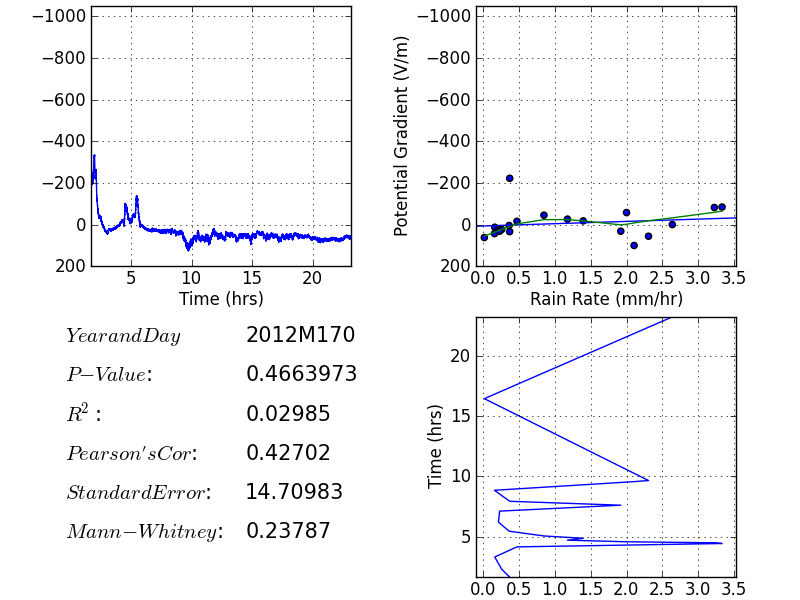 −1000
−800
−600
−400
−200
0
200
5 10 15 20
Time (hrs)
Potential Gradient (V/m)
−1000
−800
−600
−400
−200
0
200
0.0 0.5 1.0 1.5 2.0 2.5 3.0 3.5
Rain Rate (mm/hr)
YearandDay 2012M170
P−Value: 0.4663973
R²: 0.02985
Pearson'sCor: 0.42702
StandardError: 14.70983
Mann−Whitney: 0.23787
Time (hrs)
20
15
10
5
0.0 0.5 1.0 1.5 2.0 2.5 3.0 3.5